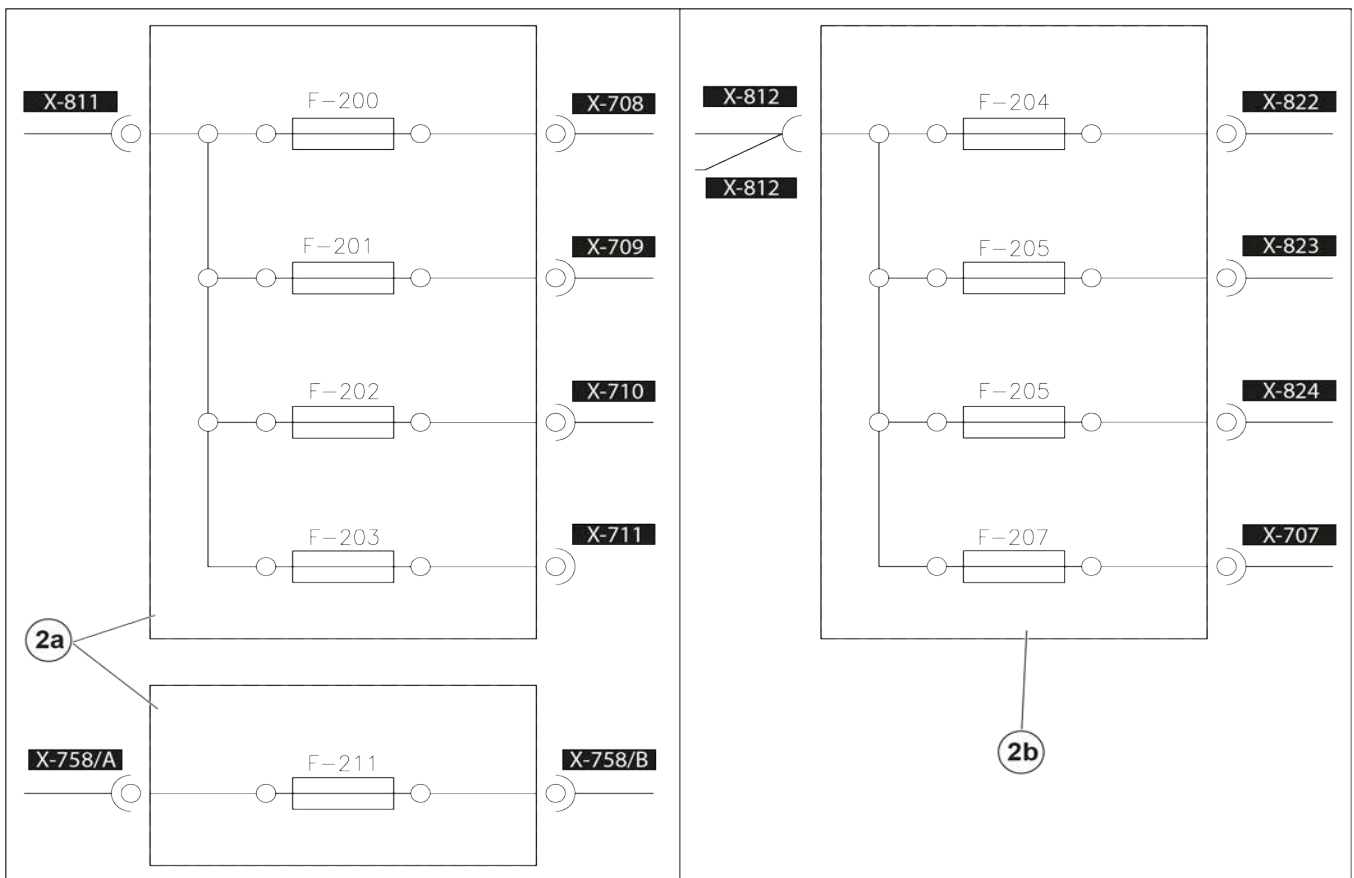 X-811
F-200
X-708
F-201
X-709
F-202
X-710
F-203
X-711
2a
X-758/A
F-211
X-758/B
X-812
X-812
F-204
X-822
F-205
X-823
F-205
X-824
F-207
X-707
2b